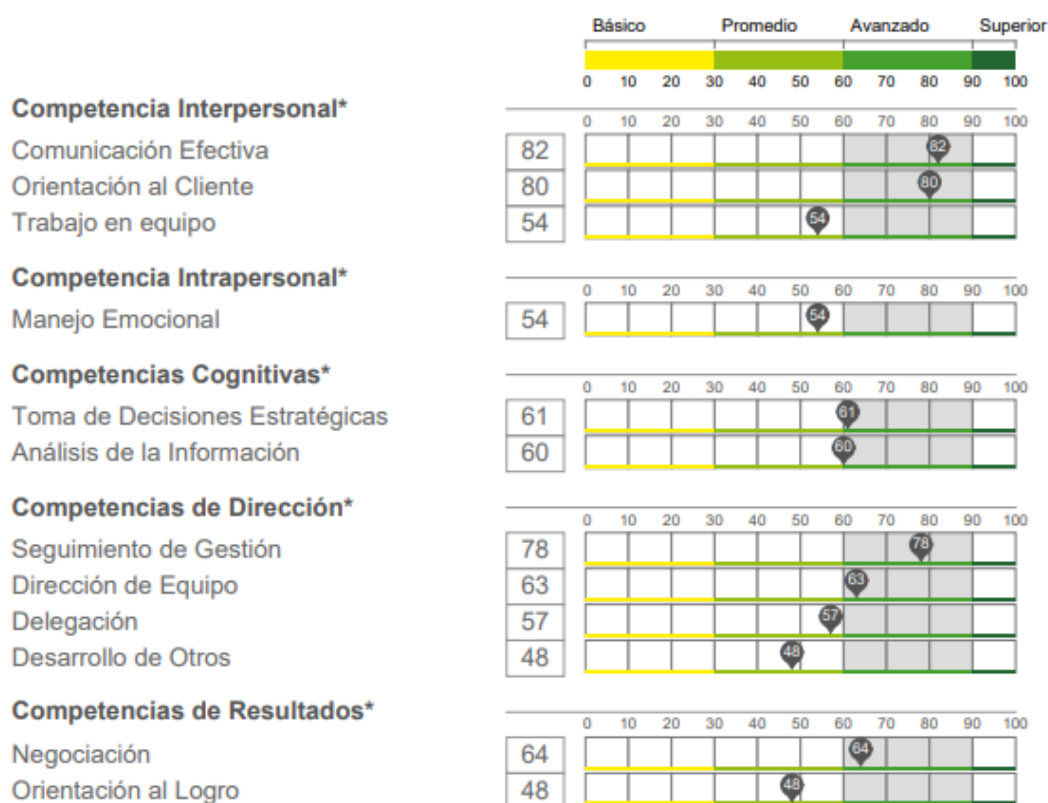 Básico Promedio Avanzado Superior
0 10 20 30 40 50 60 70 80 90 100
Competencia Interpersonal*
0 10 20 30 40 50 60 70 80 90 100
Comunicación Efectiva 82 82
Orientación al Cliente 80 80
Trabajo en equipo 54 54
Competencia Intrapersonal*
0 10 20 30 40 50 60 70 80 90 100
Manejo Emocional 54 54
Competencias Cognitivas*
0 10 20 30 40 50 60 70 80 90 100
Toma de Decisiones Estratégicas 61 61
Análisis de la Información 60 60
Competencias de Dirección*
0 10 20 30 40 50 60 70 80 90 100
Seguimiento de Gestión 78 78
Dirección de Equipo 63 63
Delegación 57 57
Desarrollo de Otros 48 48
Competencias de Resultados*
0 10 20 30 40 50 60 70 80 90 100
Negociación 64 64
Orientación al Logro 48 48